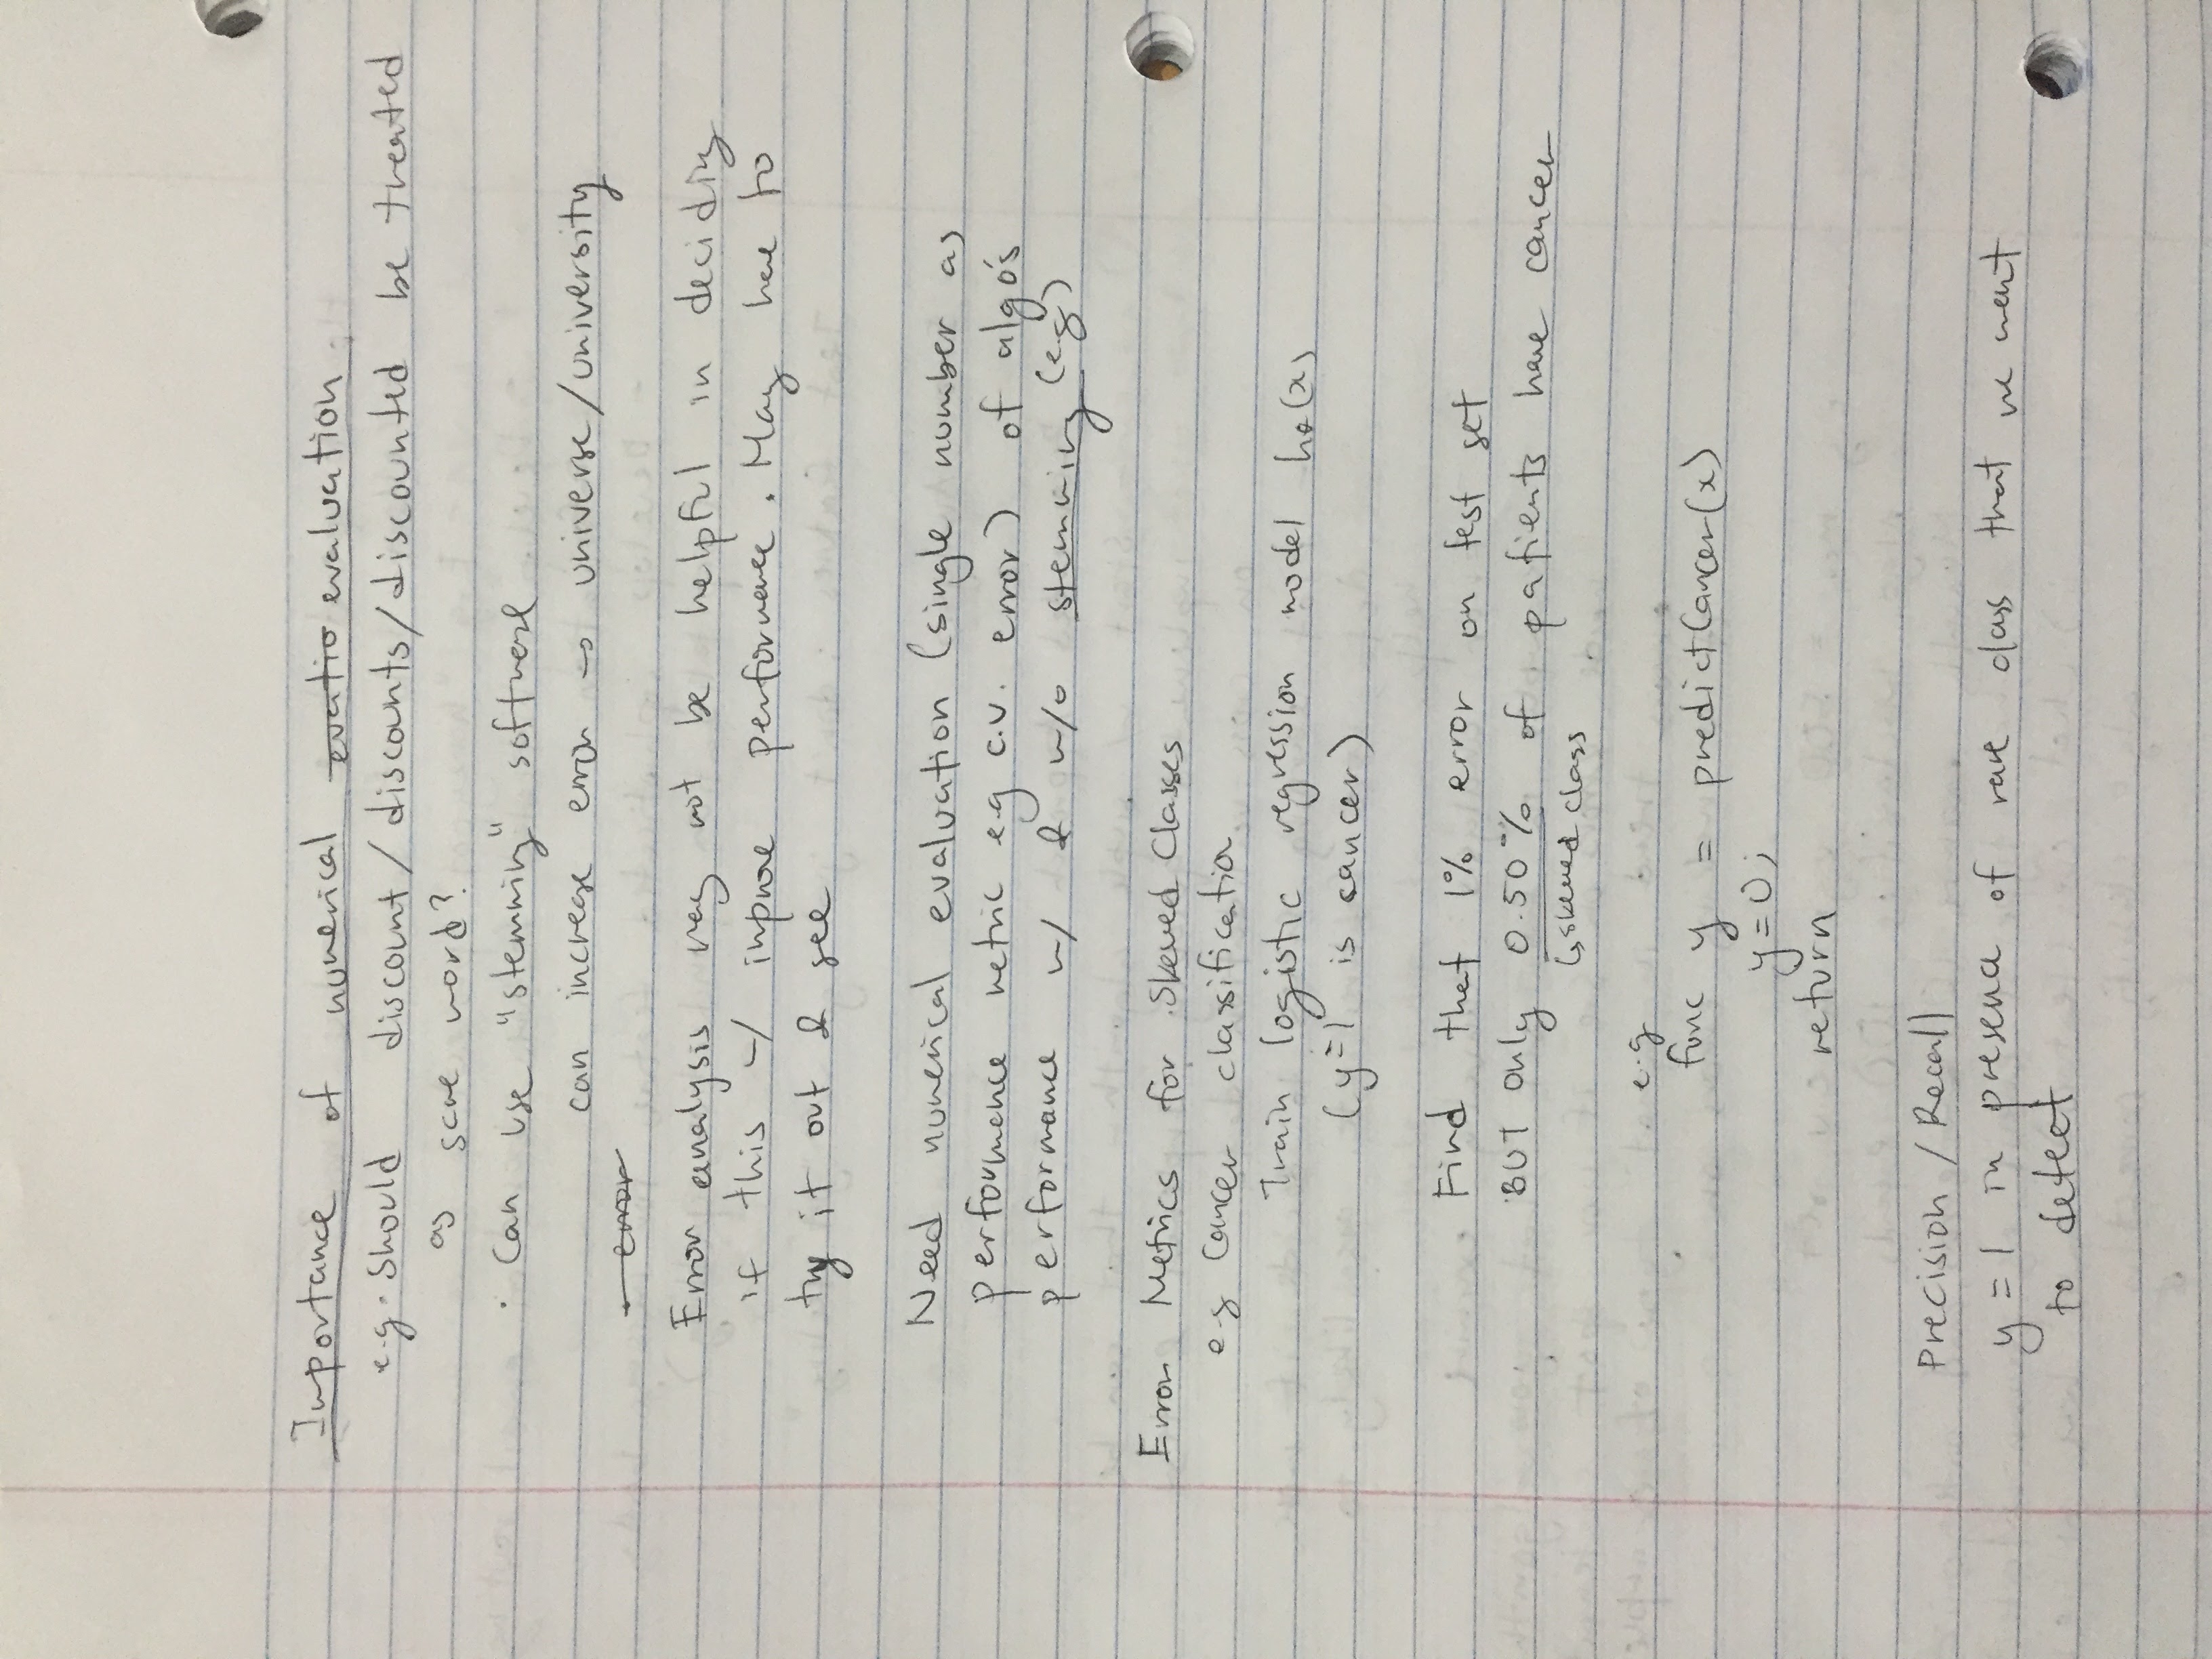 Importance of numerical evatio evaluation
e.g. Should discount/discounts/discounted be treated
as same word?
· Can use "stemming" software
can increase error → universe/university
- error
Error analysis may not be helpful in deciding
if this w/ improve performance. May have to
try it out & see
Need numerical evaluation (single number as
performance metric e.g c.v. error) of algo's
performance w/ & w/o stemming (e.g)
Error Metrics for Skewed Classes
e.g Cancer classification
Train logistic regression model hθ(x)
(y=1 is cancer)
Find that 1% error on test set
BUT only 0.50% of patients have cancer
↳skewed class
e.g
func y = predictCancer(x)
y=0;
return
Precision / Recall
y=1 in presence of rare class that we want
to detect